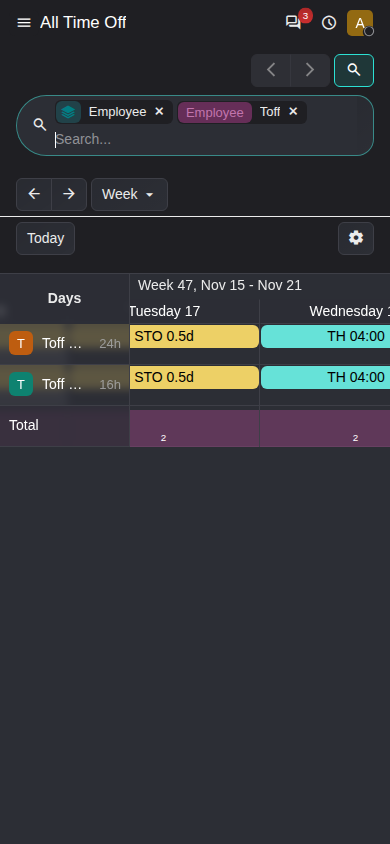 All Time Off
3
A
Employee ×
Employee Toff ×
Search...
Week
Today
Days
Week 47, Nov 15 - Nov 21
Tuesday 17
Wednesday 1
T Toff ... 24h
STO 0.5d
TH 04:00
T Toff ... 16h
STO 0.5d
TH 04:00
Total
2
2